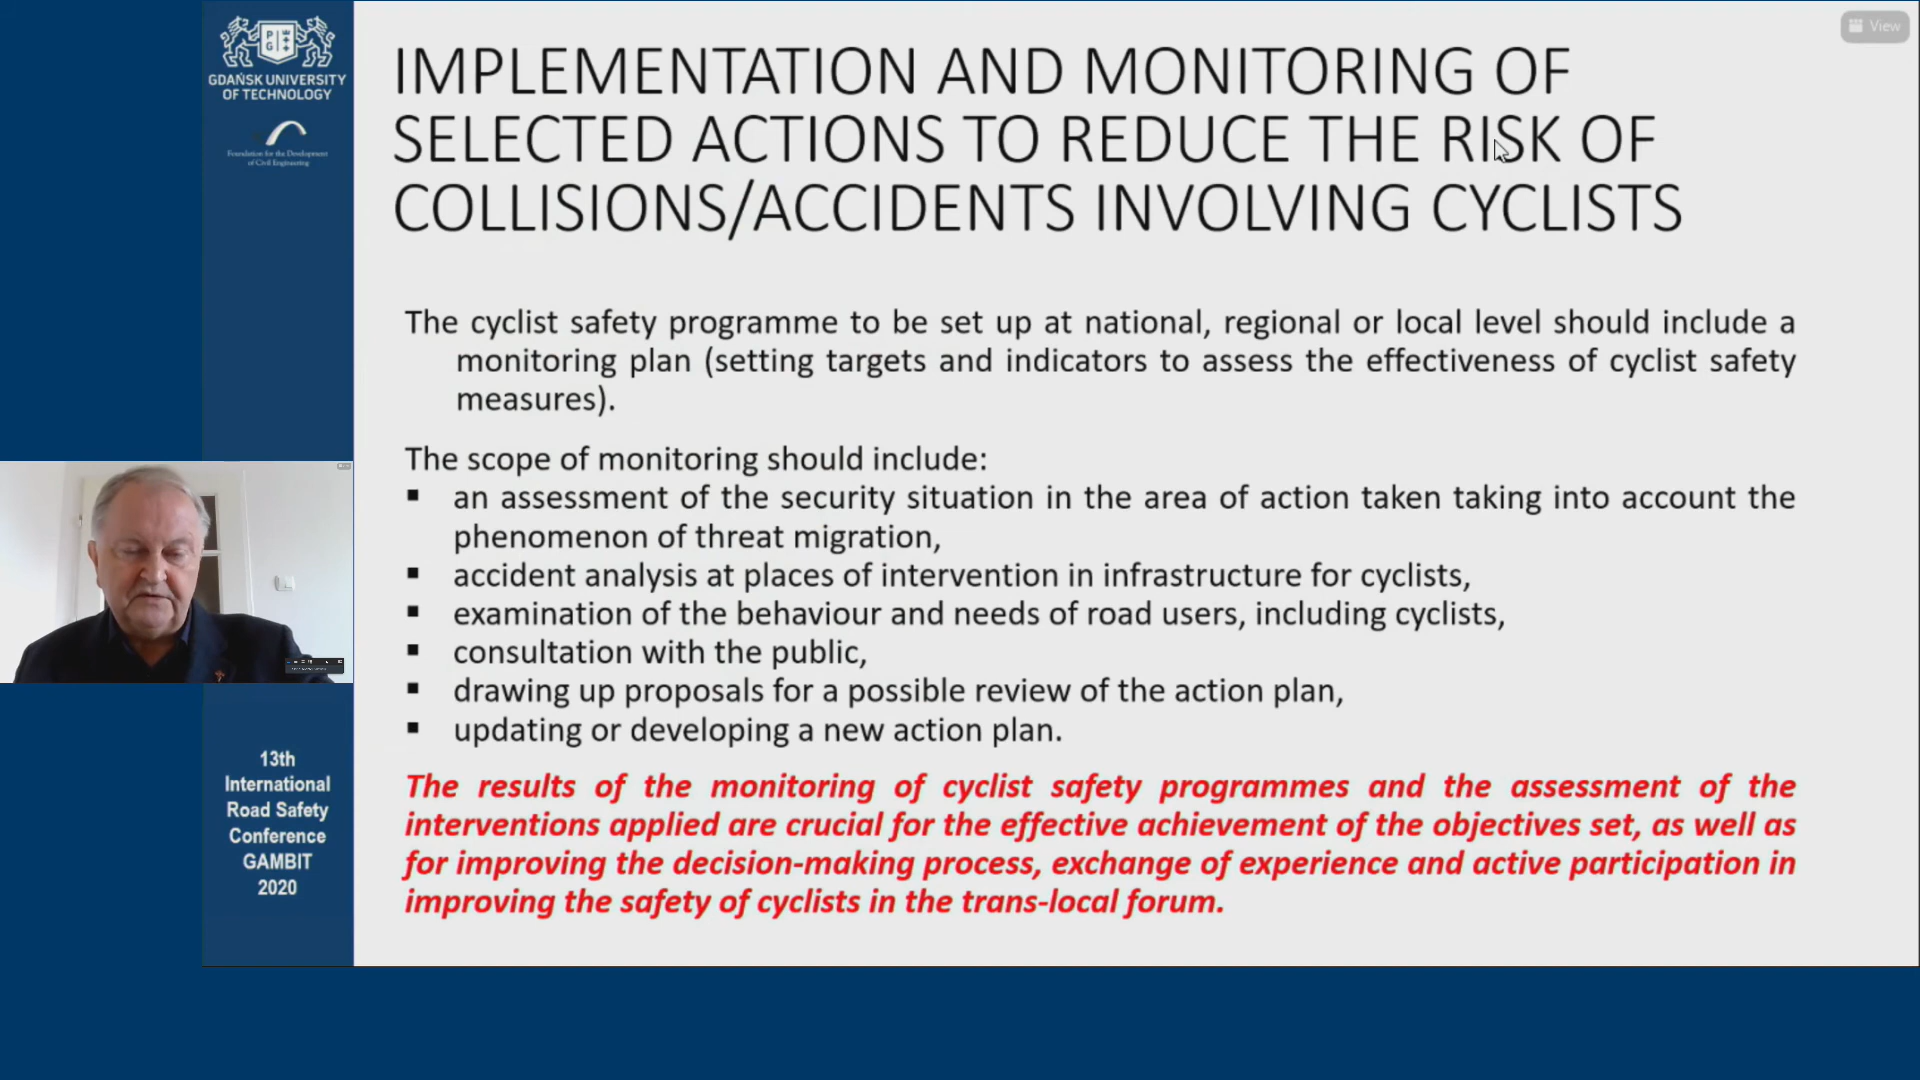 GDAŃSK UNIVERSITY
OF TECHNOLOGY
Foundation for the Development
of Civil Engineering
View
IMPLEMENTATION AND MONITORING OF
SELECTED ACTIONS TO REDUCE THE RISK OF
COLLISIONS/ACCIDENTS INVOLVING CYCLISTS
The cyclist safety programme to be set up at national, regional or local level should include a
monitoring plan (setting targets and indicators to assess the effectiveness of cyclist safety
measures).
The scope of monitoring should include:
▪ an assessment of the security situation in the area of action taken taking into account the
phenomenon of threat migration,
▪ accident analysis at places of intervention in infrastructure for cyclists,
▪ examination of the behaviour and needs of road users, including cyclists,
▪ consultation with the public,
▪ drawing up proposals for a possible review of the action plan,
▪ updating or developing a new action plan.
The results of the monitoring of cyclist safety programmes and the assessment of the
interventions applied are crucial for the effective achievement of the objectives set, as well as
for improving the decision-making process, exchange of experience and active participation in
improving the safety of cyclists in the trans-local forum.
13th
International
Road Safety
Conference
GAMBIT
2020